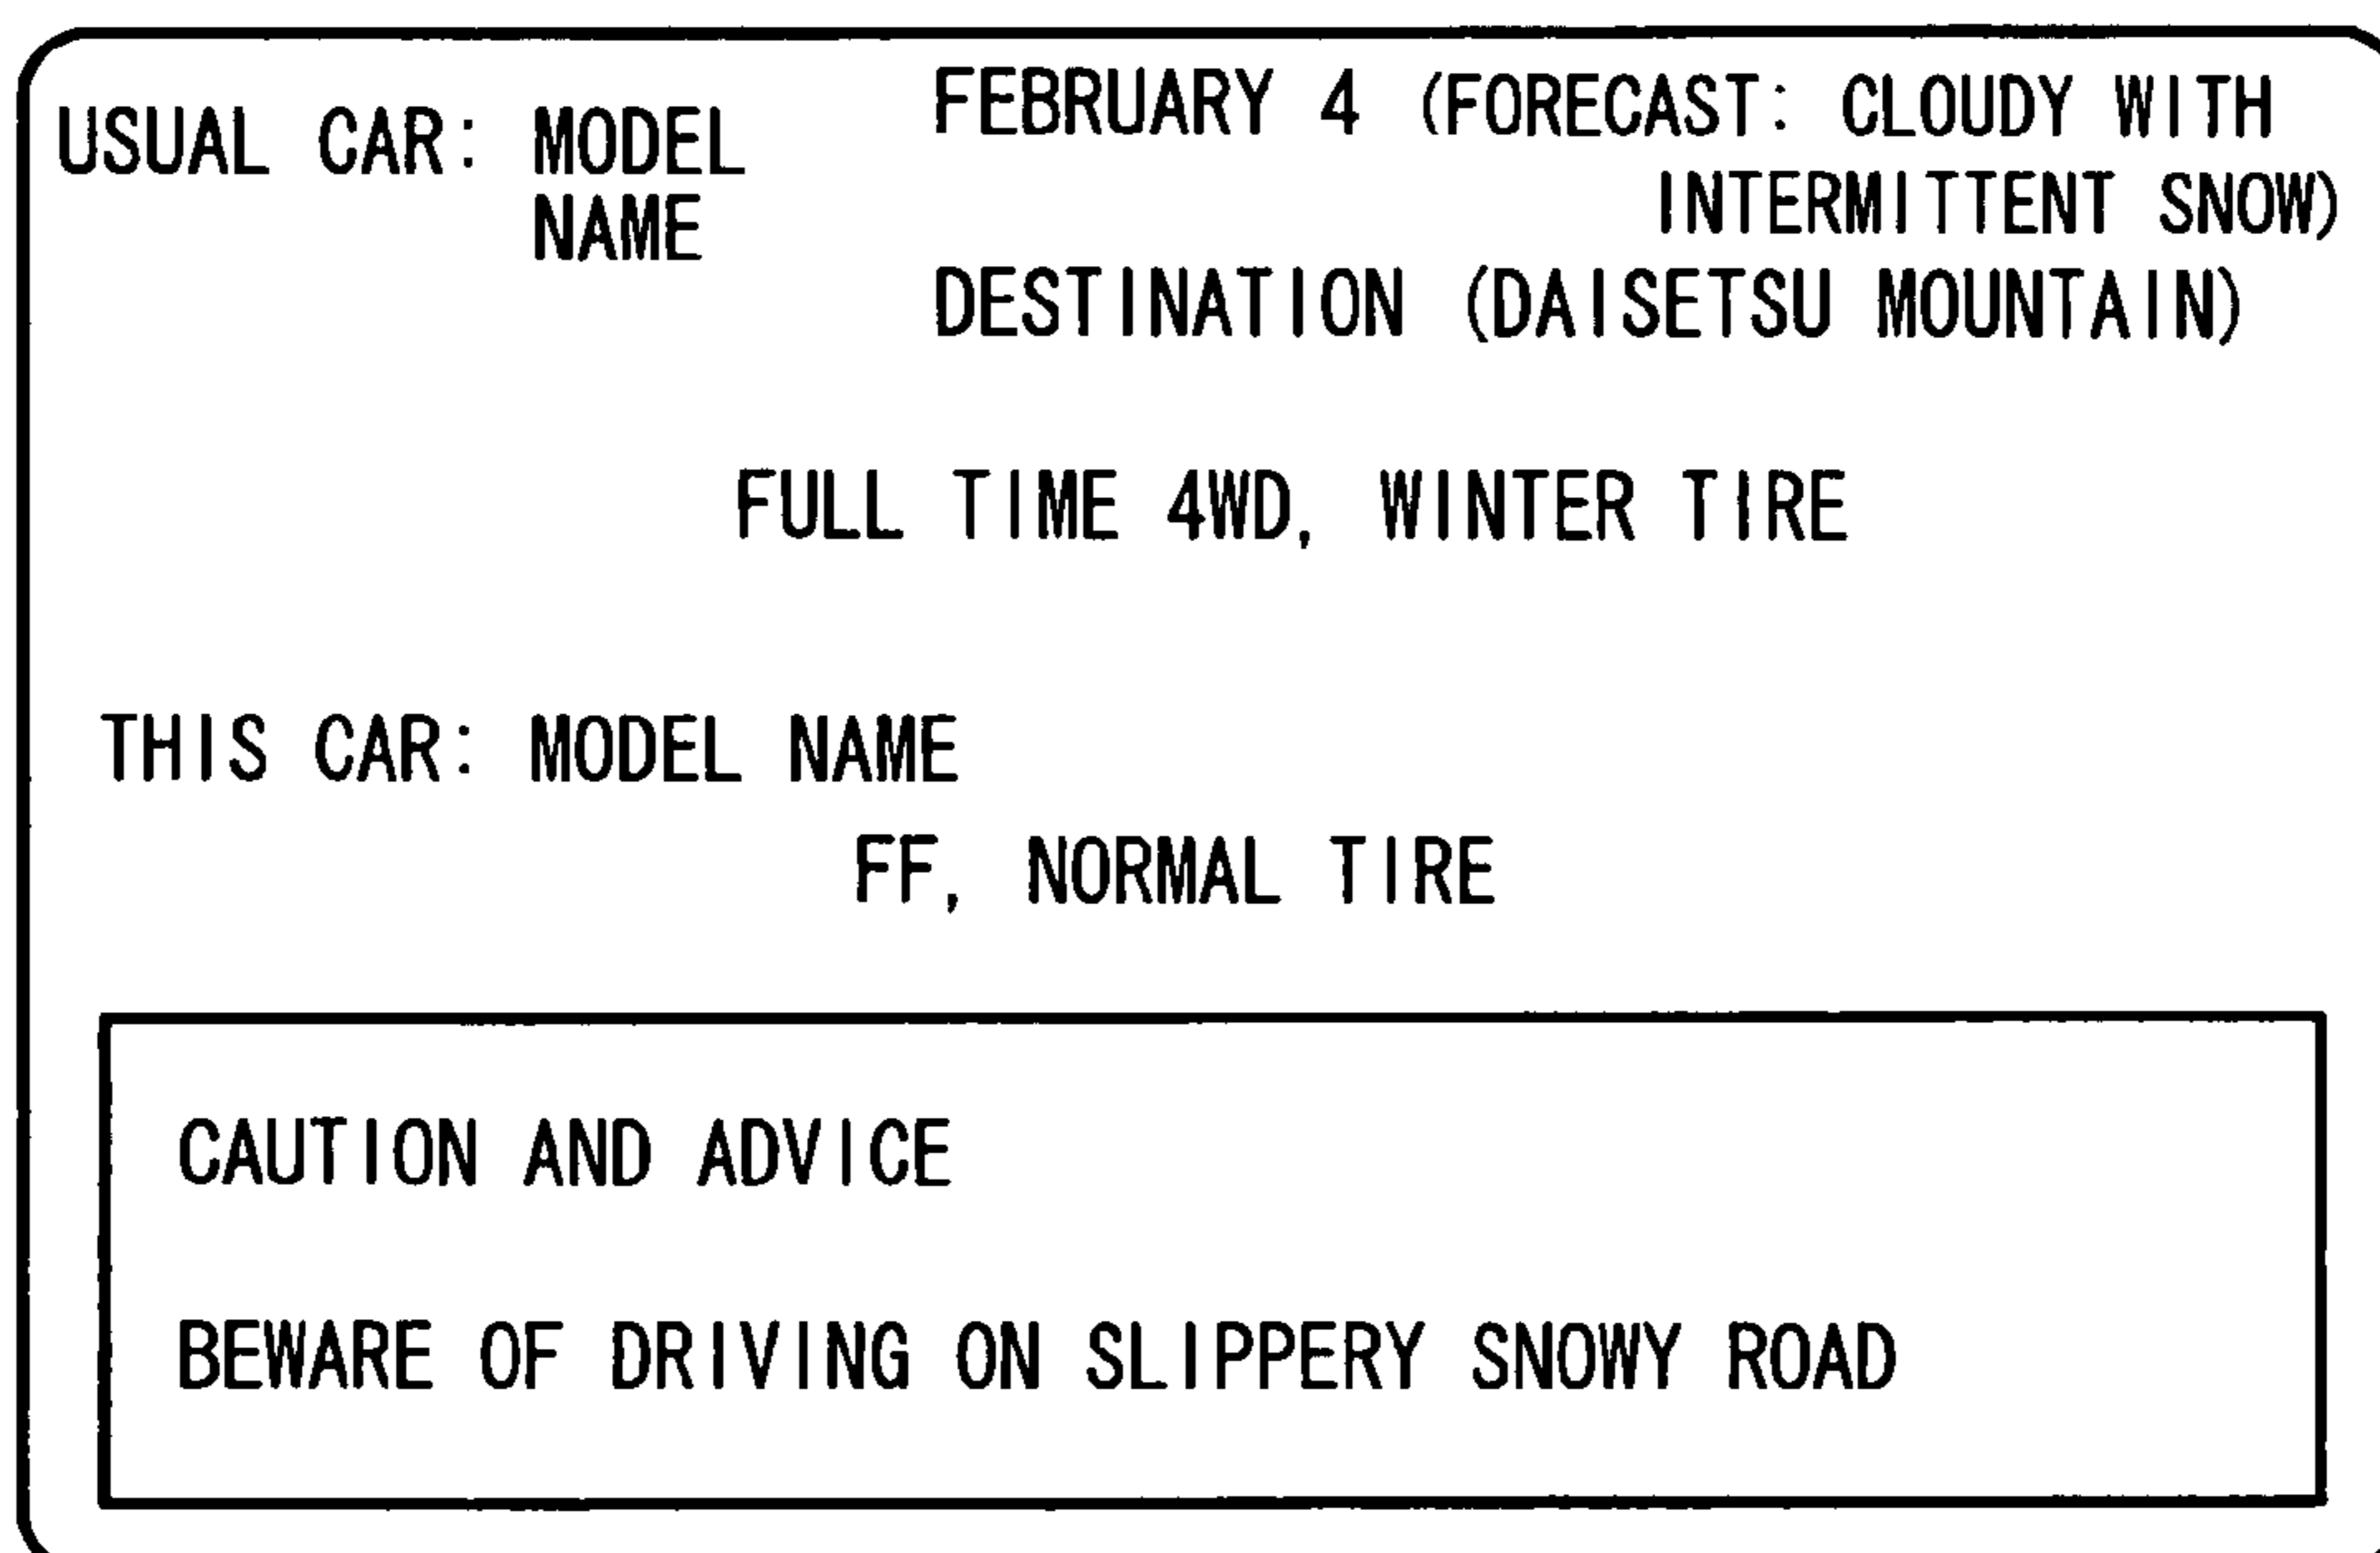 USUAL CAR: MODEL
NAME
FEBRUARY 4 (FORECAST: CLOUDY WITH
INTERMITTENT SNOW)
DESTINATION (DAISETSU MOUNTAIN)
FULL TIME 4WD, WINTER TIRE
THIS CAR: MODEL NAME
FF, NORMAL TIRE
CAUTION AND ADVICE
BEWARE OF DRIVING ON SLIPPERY SNOWY ROAD